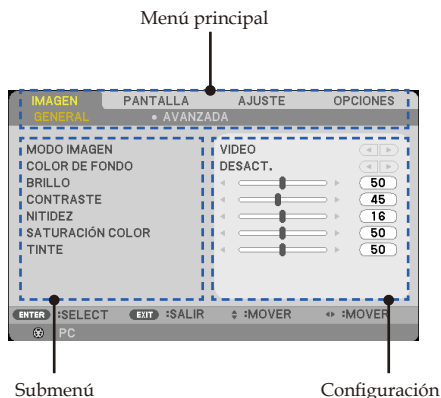 Menú principal
IMAGEN PANTALLA AJUSTE OPCIONES
GENERAL • AVANZADA
MODO IMAGEN VIDEO
COLOR DE FONDO DESACT.
BRILLO 50
CONTRASTE 45
NITIDEZ 16
SATURACIÓN COLOR 50
TINTE 50
ENTER :SELECT EXIT :SALIR :MOVER :MOVER
PC
Submenú Configuración